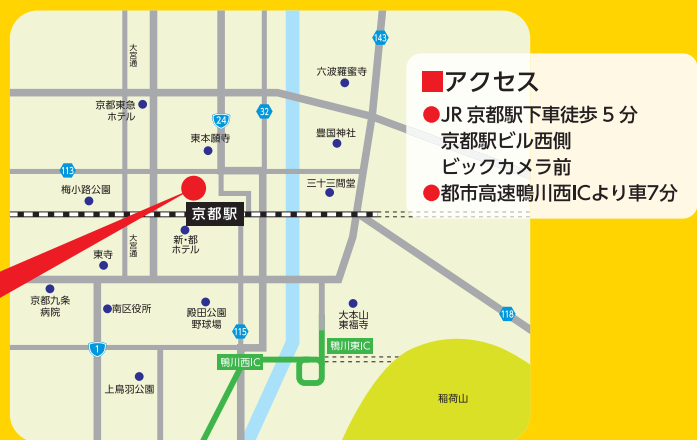 大宮通
143
六波羅蜜寺
■アクセス
京都東急
ホテル
24
32
東本願寺
豊国神社
●JR 京都駅下車徒歩 5 分
京都駅ビル西側
ビックカメラ前
●都市高速鴨川西ICより車7分
113
梅小路公園
三十三間堂
京都駅
大宮通
新・都
ホテル
東寺
京都九条
病院
南区役所
殿田公園
野球場
大本山
東福寺
118
115
1
鴨川西IC
鴨川東IC
上鳥羽公園
稲荷山